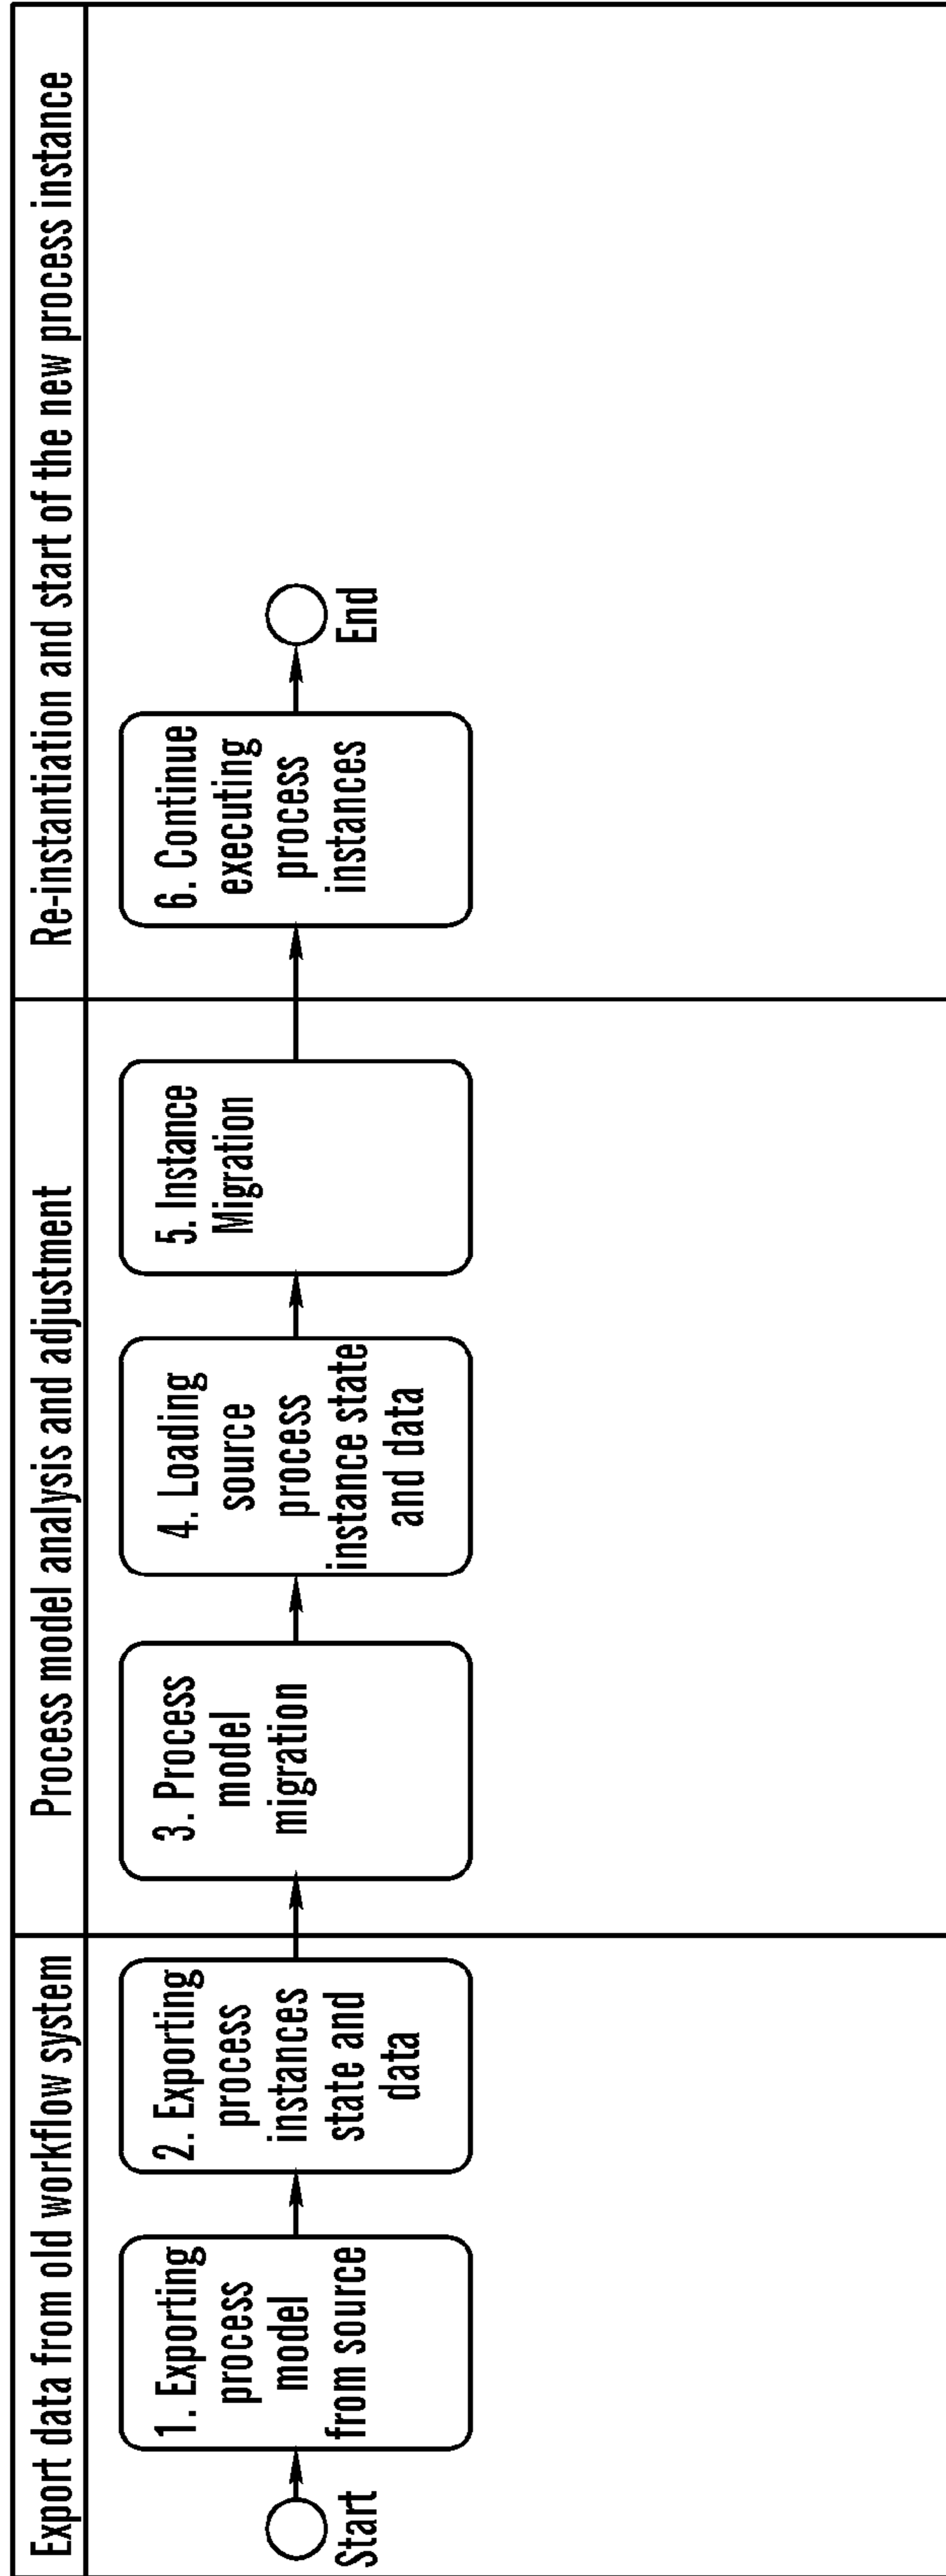 Export data from old workflow system
Process model analysis and adjustment
Re-instantiation and start of the new process instance
Start
1. Exporting
process
model
from source
2. Exporting
process
instances
state and
data
3. Process
model
migration
4. Loading
source
process
instance state
and data
5. Instance
Migration
6. Continue
executing
process
instances
End